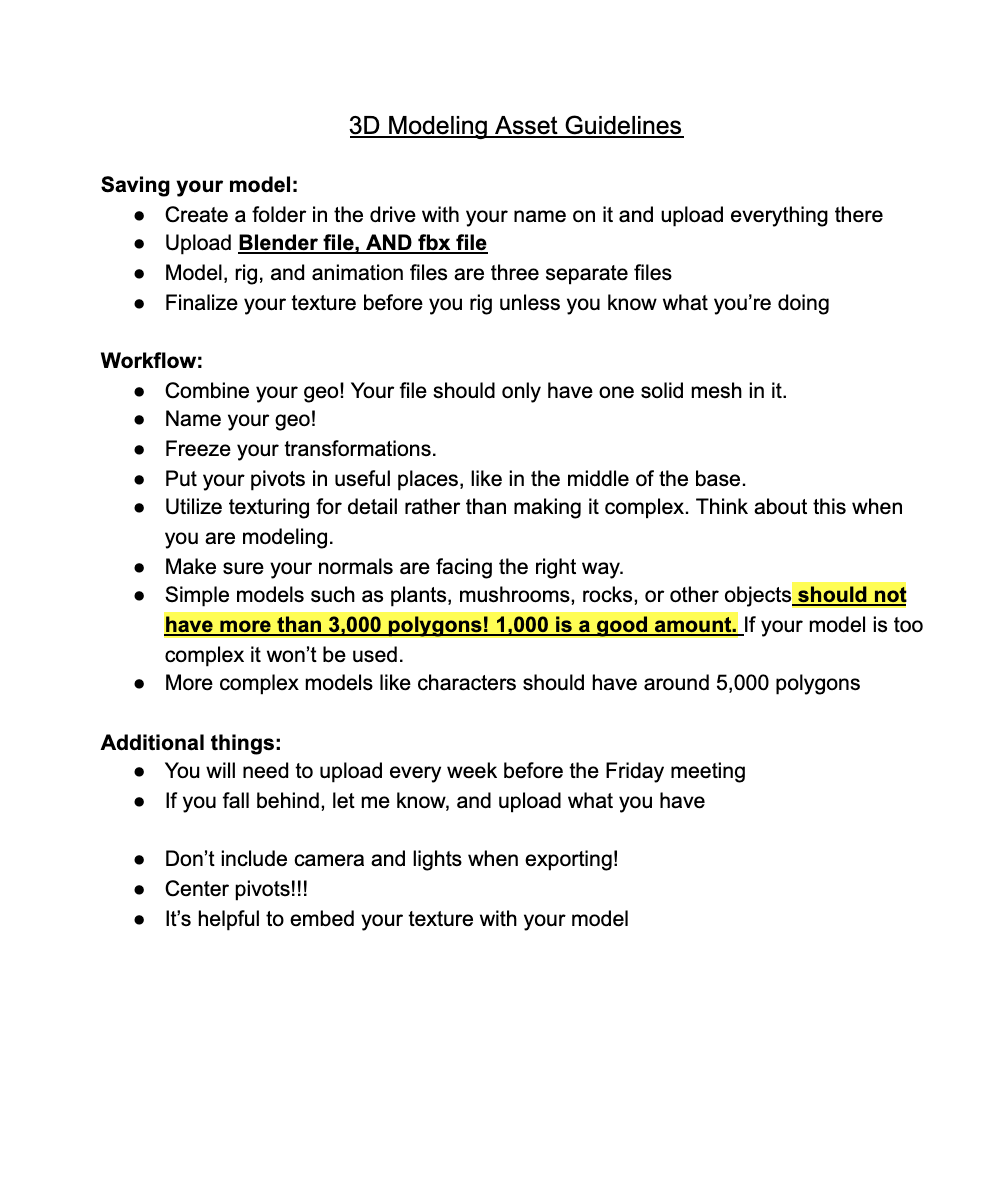 3D Modeling Asset Guidelines
Saving your model:
● Create a folder in the drive with your name on it and upload everything there
● Upload Blender file, AND fbx file
● Model, rig, and animation files are three separate files
● Finalize your texture before you rig unless you know what you’re doing
Workflow:
● Combine your geo! Your file should only have one solid mesh in it.
● Name your geo!
● Freeze your transformations.
● Put your pivots in useful places, like in the middle of the base.
● Utilize texturing for detail rather than making it complex. Think about this when
you are modeling.
● Make sure your normals are facing the right way.
● Simple models such as plants, mushrooms, rocks, or other objects should not
have more than 3,000 polygons! 1,000 is a good amount. If your model is too
complex it won’t be used.
● More complex models like characters should have around 5,000 polygons
Additional things:
● You will need to upload every week before the Friday meeting
● If you fall behind, let me know, and upload what you have
● Don’t include camera and lights when exporting!
● Center pivots!!!
● It’s helpful to embed your texture with your model